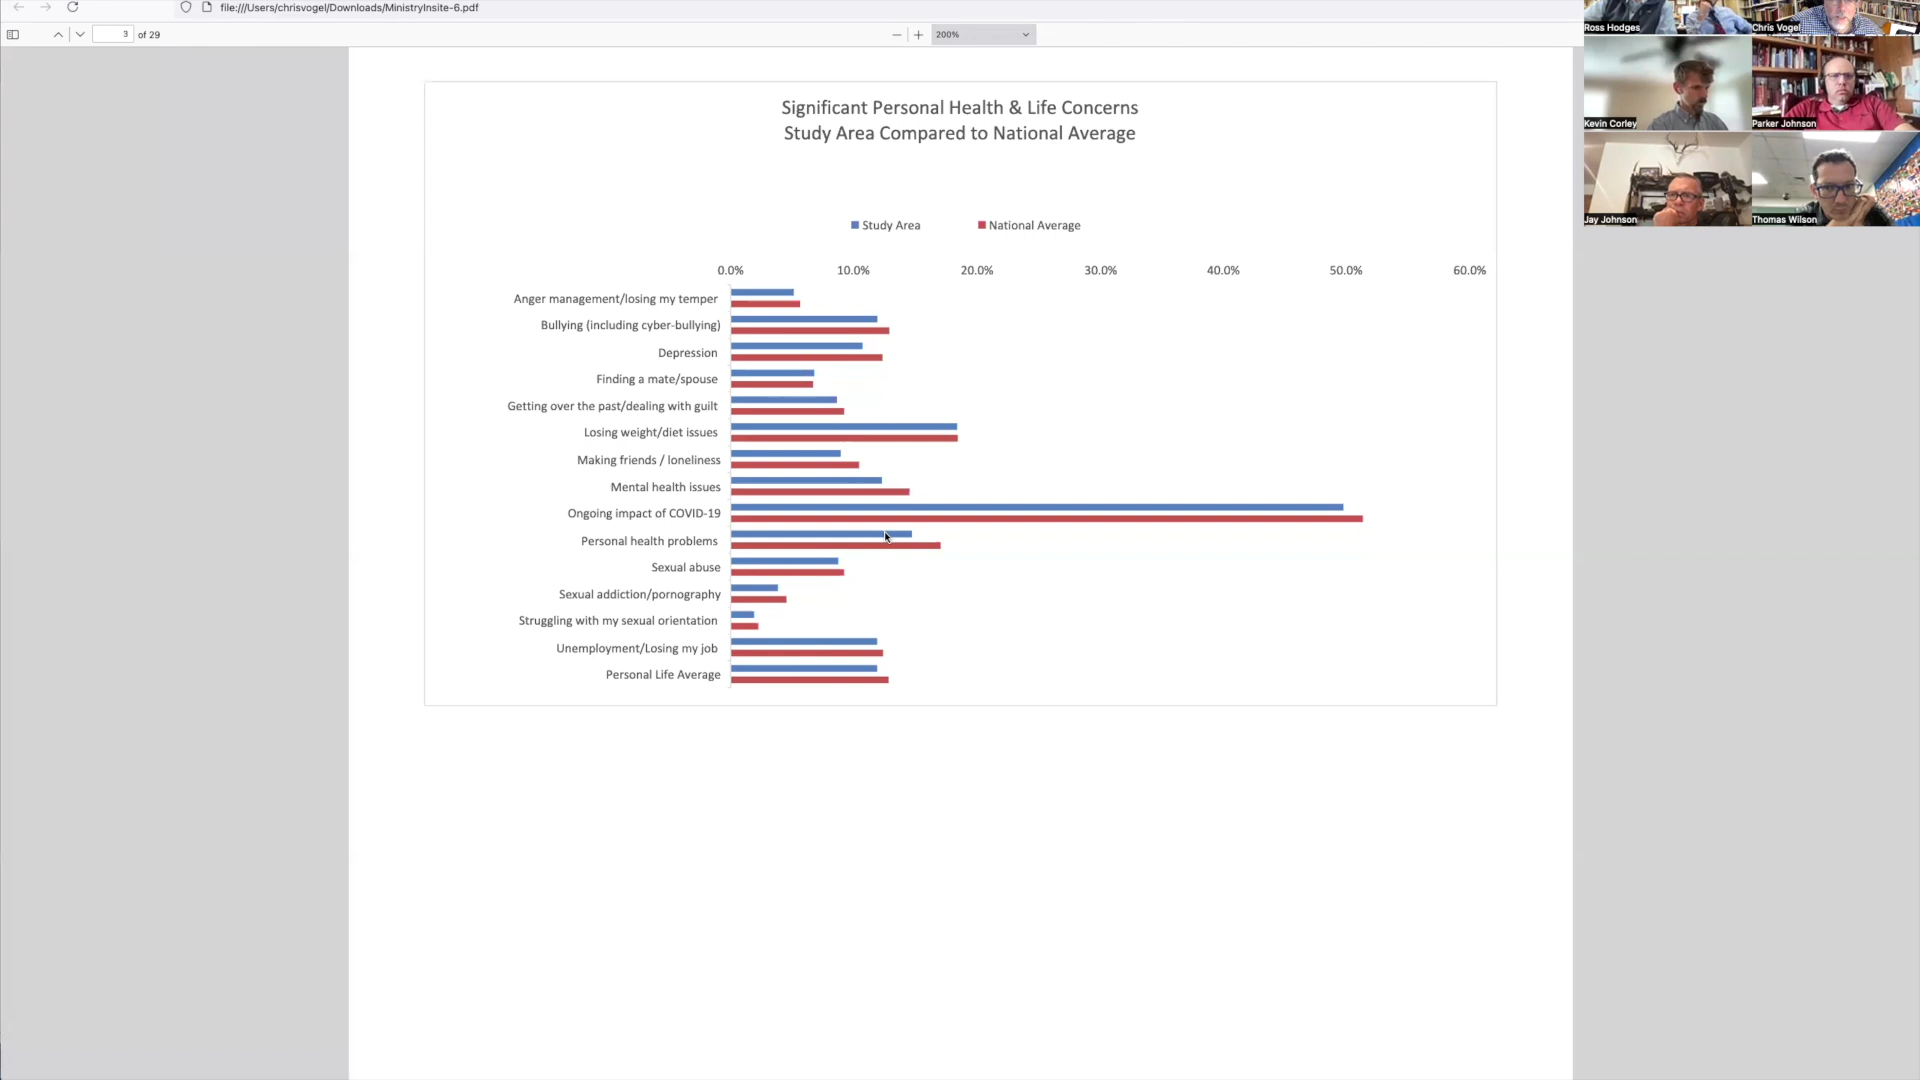 file:///Users/chrisvogel/Downloads/MinistryInsite-6.pdf
3 of 29
200%
Ross Hodges
Chris Vogel
Kevin Corley
Parker Johnson
Jay Johnson
Thomas Wilson
Significant Personal Health & Life Concerns
Study Area Compared to National Average
Study Area National Average
0.0% 10.0% 20.0% 30.0% 40.0% 50.0% 60.0%
Anger management/losing my temper
Bullying (including cyber-bullying)
Depression
Finding a mate/spouse
Getting over the past/dealing with guilt
Losing weight/diet issues
Making friends / loneliness
Mental health issues
Ongoing impact of COVID-19
Personal health problems
Sexual abuse
Sexual addiction/pornography
Struggling with my sexual orientation
Unemployment/Losing my job
Personal Life Average